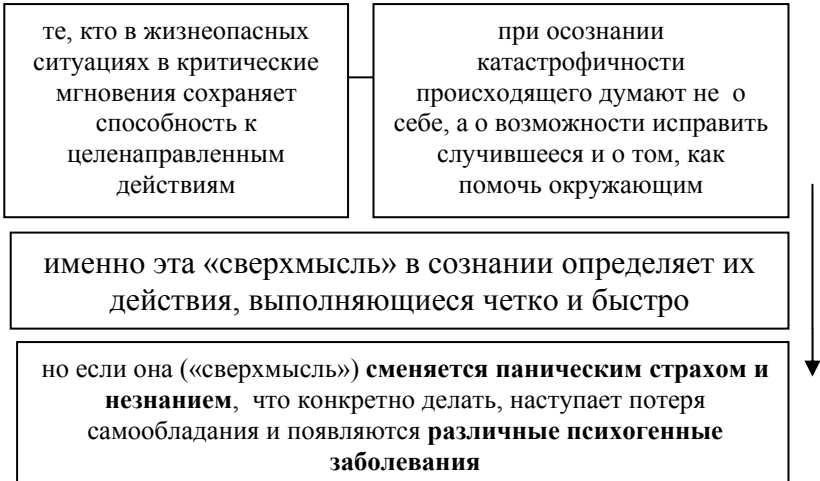 те, кто в жизнеопасных
ситуациях в критические
мгновения сохраняет
способность к
целенаправленным
действиям
при осознании
катастрофичности
происходящего думают не о
себе, а о возможности исправить
случившееся и о том, как
помочь окружающим
именно эта «сверхмысль» в сознании определяет их
действия, выполняющиеся четко и быстро
но если она («сверхмысль») сменяется паническим страхом и
незнанием, что конкретно делать, наступает потеря
самообладания и появляются различные психогенные
заболевания